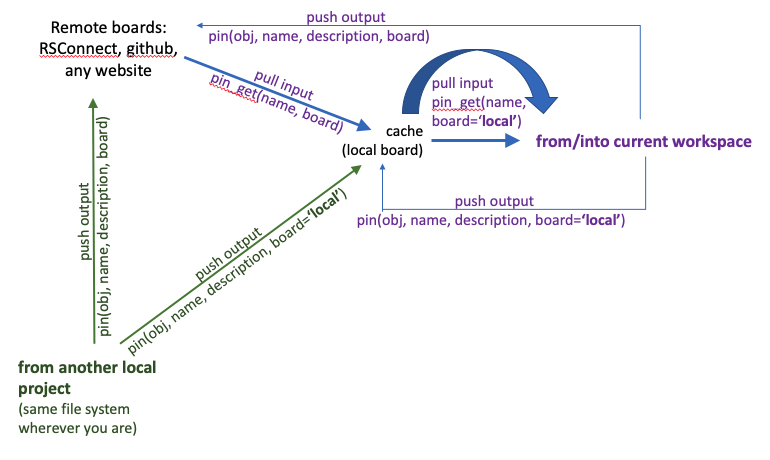 Remote boards:
RSConnect, github,
any website
push output
pin(obj, name, description, board)
pull input
pin_get(name, board)
pull input
pin_get(name,
board=‘local’)
cache
(local board)
from/into current workspace
push output
pin(obj, name, description, board=‘local’)
push output
pin(obj, name, description, board)
push output
pin(obj, name, description, board=‘local’)
from another local
project
(same file system
wherever you are)